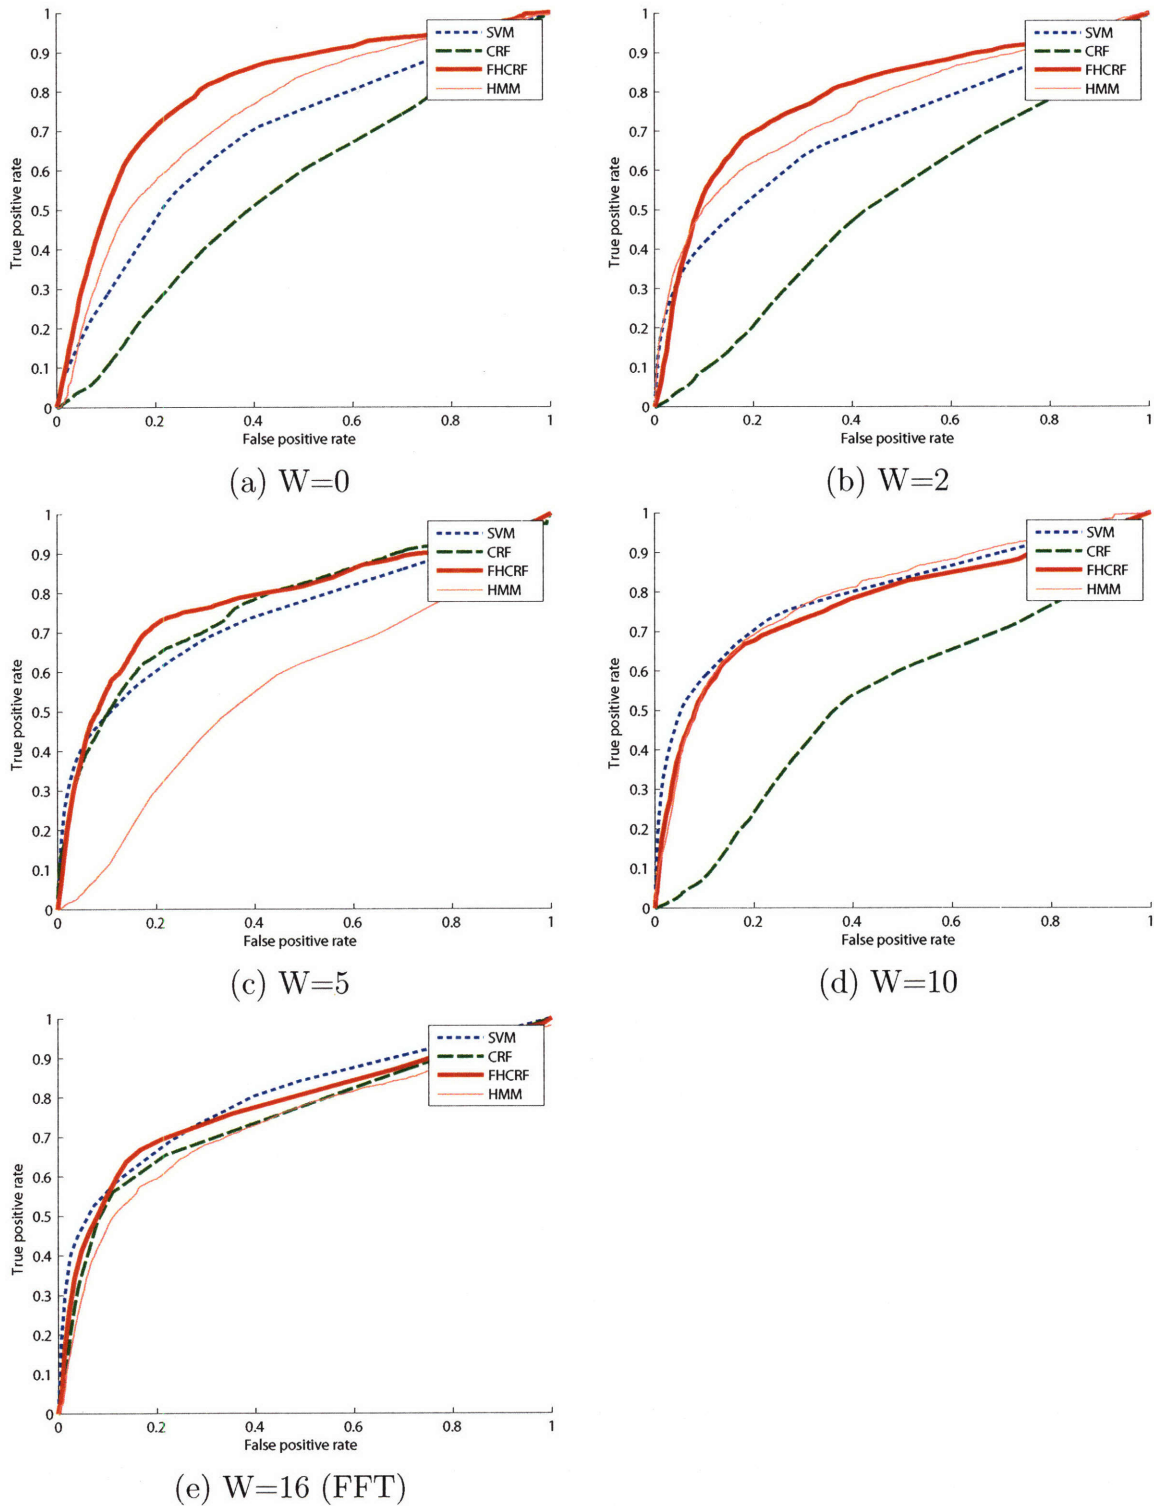 1
0.9
0.8
0.7
0.6
0.5
0.4
0.3
0.2
0.1
0
True positive rate
0 0.2 0.4 0.6 0.8 1
False positive rate
SVM
CRF
FHCRF
HMM
(a) W=0
1
0.9
0.8
0.7
0.6
0.5
0.4
0.3
0.2
0.1
0
True positive rate
0 0.2 0.4 0.6 0.8 1
False positive rate
SVM
CRF
FHCRF
HMM
(b) W=2
1
0.9
0.8
0.7
0.6
0.5
0.4
0.3
0.2
0.1
0
True positive rate
0 0.2 0.4 0.6 0.8 1
False positive rate
SVM
CRF
FHCRF
HMM
(c) W=5
1
0.9
0.8
0.7
0.6
0.5
0.4
0.3
0.2
0.1
0
True positive rate
0 0.2 0.4 0.6 0.8 1
False positive rate
SVM
CRF
FHCRF
HMM
(d) W=10
1
0.9
0.8
0.7
0.6
0.5
0.4
0.3
0.2
0.1
0
True positive rate
0 0.2 0.4 0.6 0.8 1
False positive rate
SVM
CRF
FHCRF
HMM
(e) W=16 (FFT)